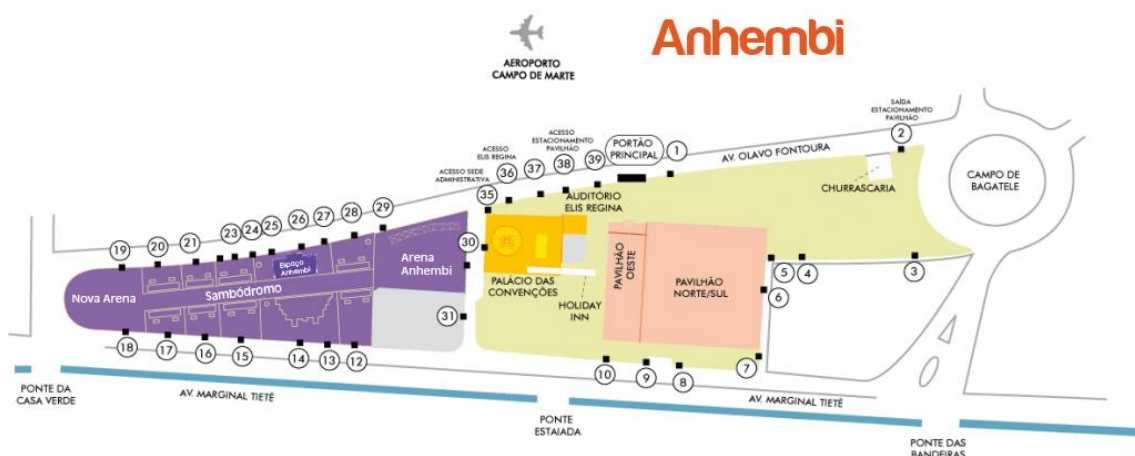 Anhembi
AEROPORTO
CAMPO DE MARTE
SAÍDA
ESTACIONAMENTO
PAVILHÃO
2
ACESSO
ESTACIONAMENTO
PAVILHÃO
PORTÃO
PRINCIPAL
1
AV. OLAVO FONTOURA
ACESSO
ELIS REGINA
36
37
38
39
ACESSO SEDE
ADMINISTRATIVA
35
CHURRASCARIA
CAMPO DE
BAGATELE
AUDITÓRIO
ELIS REGINA
19
20
21
23
24
25
26
27
28
29
30
Espaço
Anhembi
Arena
Anhembi
Nova Arena
Sambódromo
PALÁCIO DAS
CONVENÇÕES
HOLIDAY
INN
PAVILHÃO
OESTE
PAVILHÃO
NORTE/SUL
5
4
3
6
31
18
17
16
15
14
13
12
10
9
8
7
PONTE DA
CASA VERDE
AV. MARGINAL TIETÊ
PONTE
ESTAIADA
AV. MARGINAL TIETÊ
PONTE DAS
BANDEIRAS